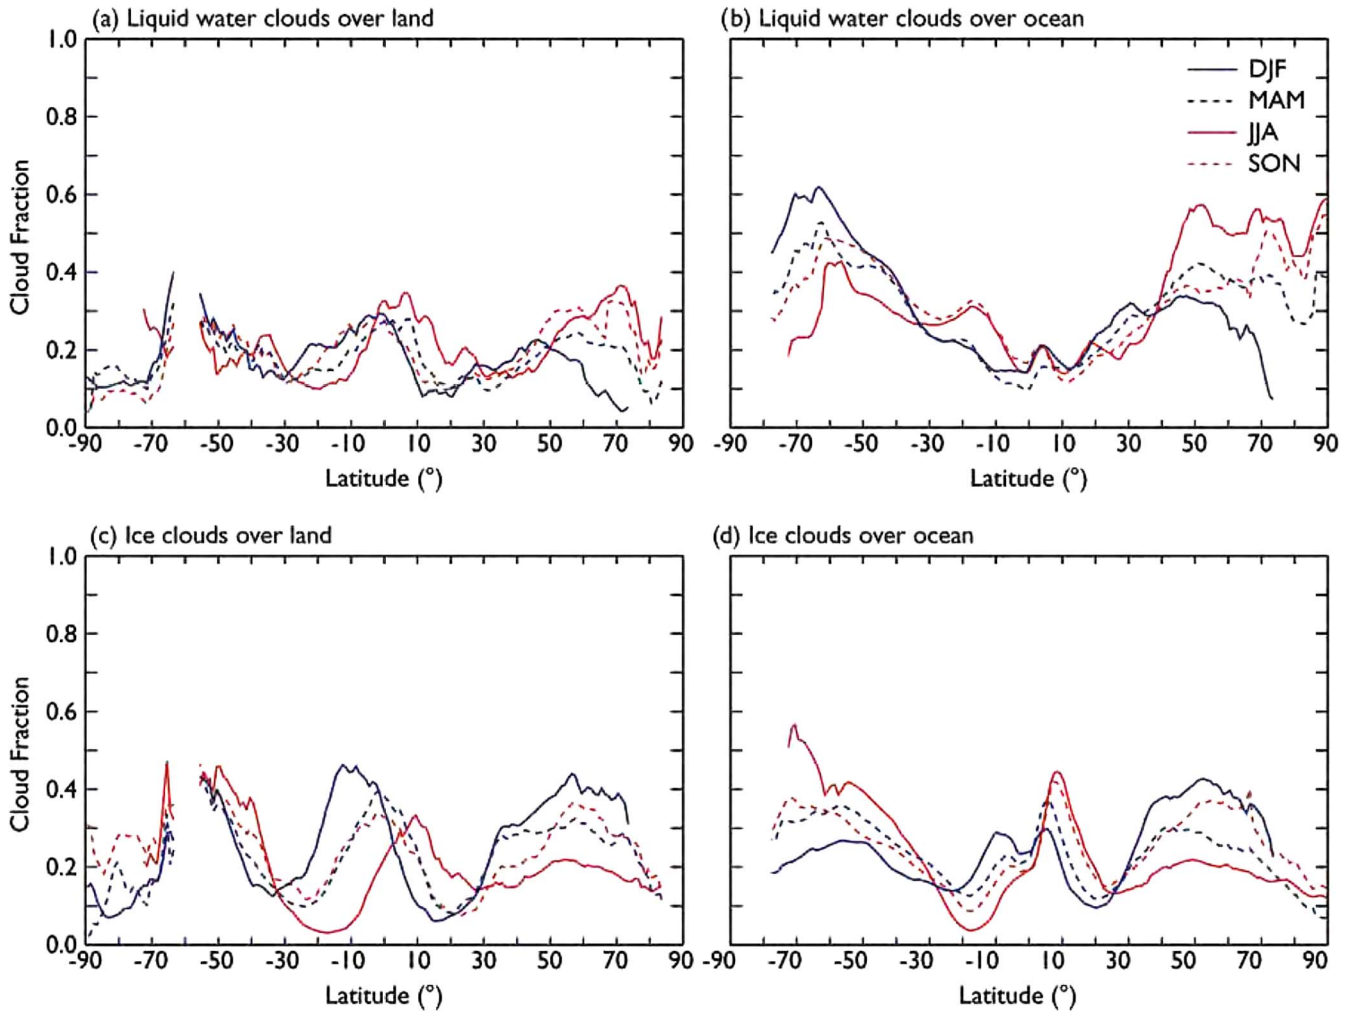 (a) Liquid water clouds over land
(b) Liquid water clouds over ocean
1.0
0.8
0.6
0.4
0.2
0.0
Cloud Fraction
-90 -70 -50 -30 -10 10 30 50 70 90
Latitude (°)
DJF
MAM
JJA
SON
-90 -70 -50 -30 -10 10 30 50 70 90
Latitude (°)
(c) Ice clouds over land
(d) Ice clouds over ocean
1.0
0.8
0.6
0.4
0.2
0.0
Cloud Fraction
-90 -70 -50 -30 -10 10 30 50 70 90
Latitude (°)
-90 -70 -50 -30 -10 10 30 50 70 90
Latitude (°)